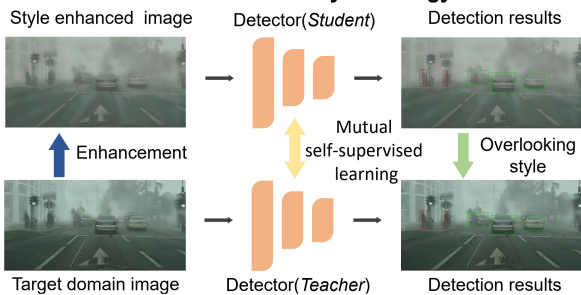 Style enhanced image
Detector(Student)
Detection results
Enhancement
Mutual
self-supervised
learning
Overlooking
style
Target domain image
Detector(Teacher)
Detection results